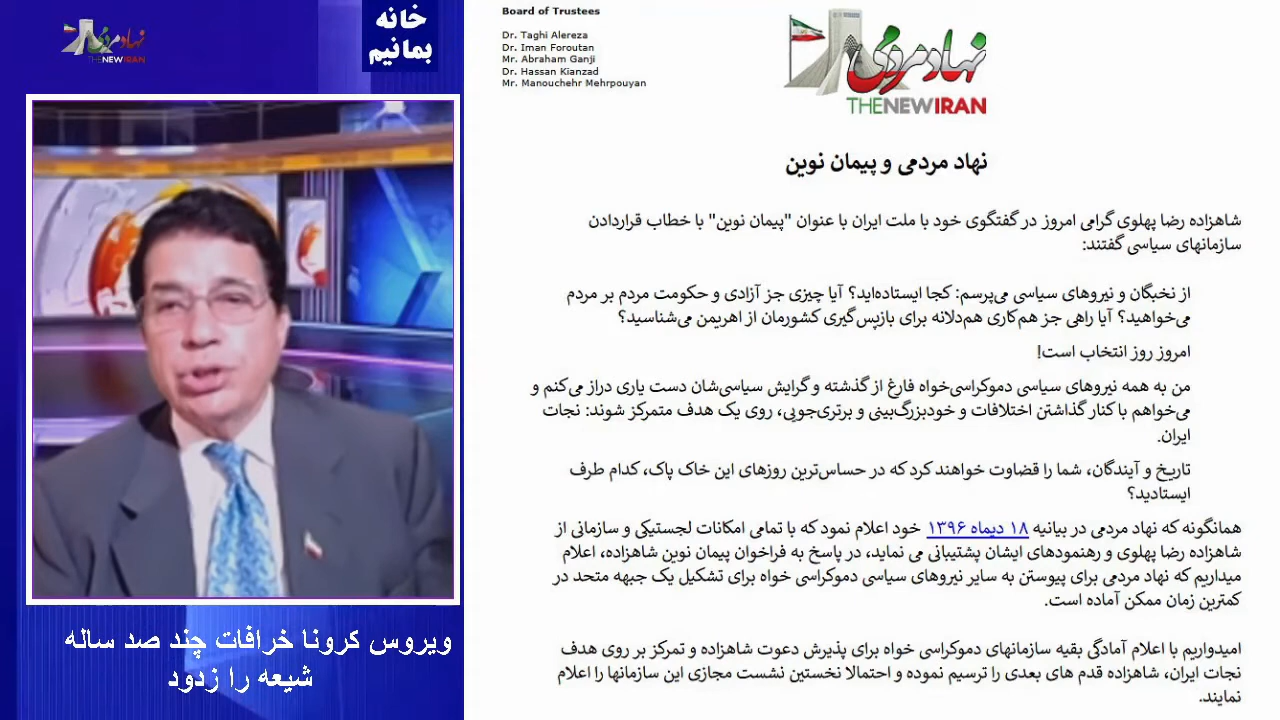 نهاد مردمی
THENEWIRAN
خانه
بمانیم
ویروس کرونا خرافات چند صد ساله
شیعه را زدود
Board of Trustees
Dr. Taghi Alereza
Dr. Iman Foroutan
Mr. Abraham Ganji
Dr. Hassan Kianzad
Mr. Manouchehr Mehrpouyan
نهاد مردمی
THENEWIRAN
نهاد مردمی و پیمان نوین
شاهزاده رضا پهلوی گرامی امروز در گفتگوی خود با ملت ایران با عنوان "پیمان نوین" با خطاب قراردادن
سازمانهای سیاسی گفتند:
از نخبگان و نیروهای سیاسی می‌پرسم: کجا ایستاده‌اید؟ آیا چیزی جز آزادی و حکومت مردم بر مردم
می‌خواهید؟ آیا راهی جز هم‌کاری هم‌دلانه برای بازپس‌گیری کشورمان از اهریمن می‌شناسید؟
امروز روز انتخاب است!
من به همه نیروهای سیاسی دموکراسی‌خواه فارغ از گذشته و گرایش سیاسی‌شان دست یاری دراز می‌کنم و
می‌خواهم با کنار گذاشتن اختلافات و خودبزرگ‌بینی و برتری‌جویی، روی یک هدف متمرکز شوند: نجات
ایران.
تاریخ و آیندگان، شما را قضاوت خواهند کرد که در حساس‌ترین روزهای این خاک پاک، کدام طرف
ایستادید؟
همانگونه که نهاد مردمی در بیانیه ۱۸ دیماه ۱۳۹۶ خود اعلام نمود که با تمامی امکانات لجستیکی و سازمانی از
شاهزاده رضا پهلوی و رهنمودهای ایشان پشتیبانی می نماید، در پاسخ به فراخوان پیمان نوین شاهزاده، اعلام
میداریم که نهاد مردمی برای پیوستن به سایر نیروهای سیاسی دموکراسی خواه برای تشکیل یک جبهه متحد در
کمترین زمان ممکن آماده است.
امیدواریم با اعلام آمادگی بقیه سازمانهای دموکراسی خواه برای پذیرش دعوت شاهزاده و تمرکز بر روی هدف
نجات ایران، شاهزاده قدم های بعدی را ترسیم نموده و احتمالا نخستین نشست مجازی این سازمانها را اعلام
نمایند.